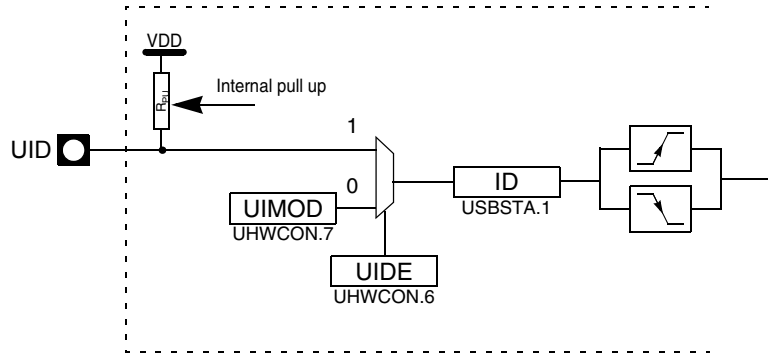 VDD
RPU
Internal pull up
1
UID
0
UIMOD
UHWCON.7
ID
USBSTA.1
UIDE
UHWCON.6